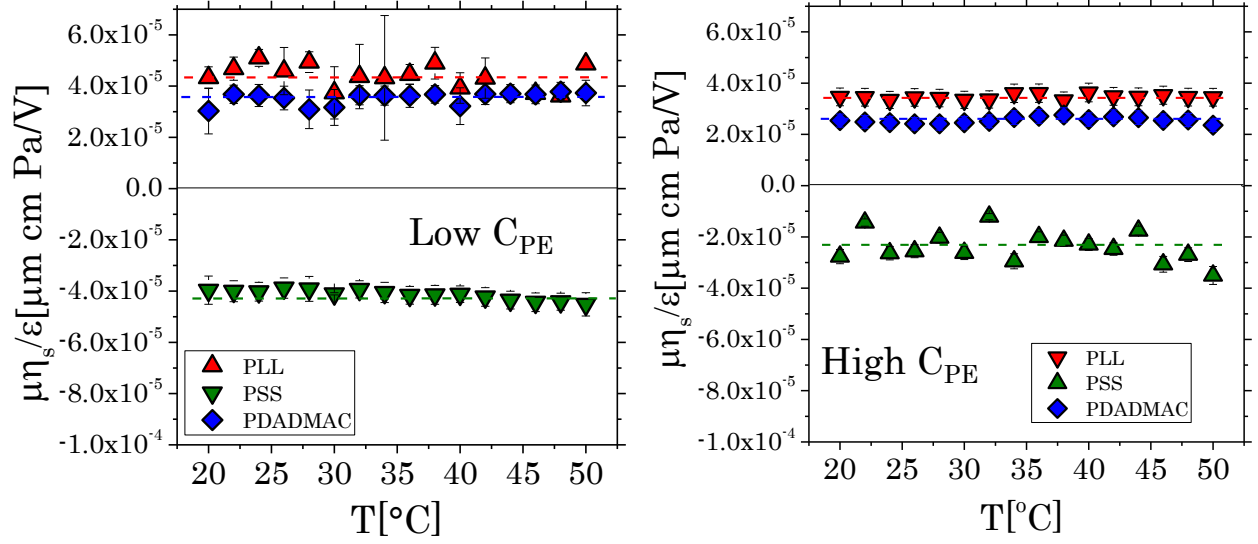 6.0x10⁻⁵
4.0x10⁻⁵
2.0x10⁻⁵
0.0
-2.0x10⁻⁵
-4.0x10⁻⁵
-6.0x10⁻⁵
-8.0x10⁻⁵
-1.0x10⁻⁴
μηₛ/ε[μm cm Pa/V]
Low C_PE
PLL
PSS
PDADMAC
20 25 30 35 40 45 50
T[°C]
6.0x10⁻⁵
4.0x10⁻⁵
2.0x10⁻⁵
0.0
-2.0x10⁻⁵
-4.0x10⁻⁵
-6.0x10⁻⁵
-8.0x10⁻⁵
-1.0x10⁻⁴
μηₛ/ε[μm cm Pa/V]
High C_PE
PLL
PSS
PDADMAC
20 25 30 35 40 45 50
T[°C]